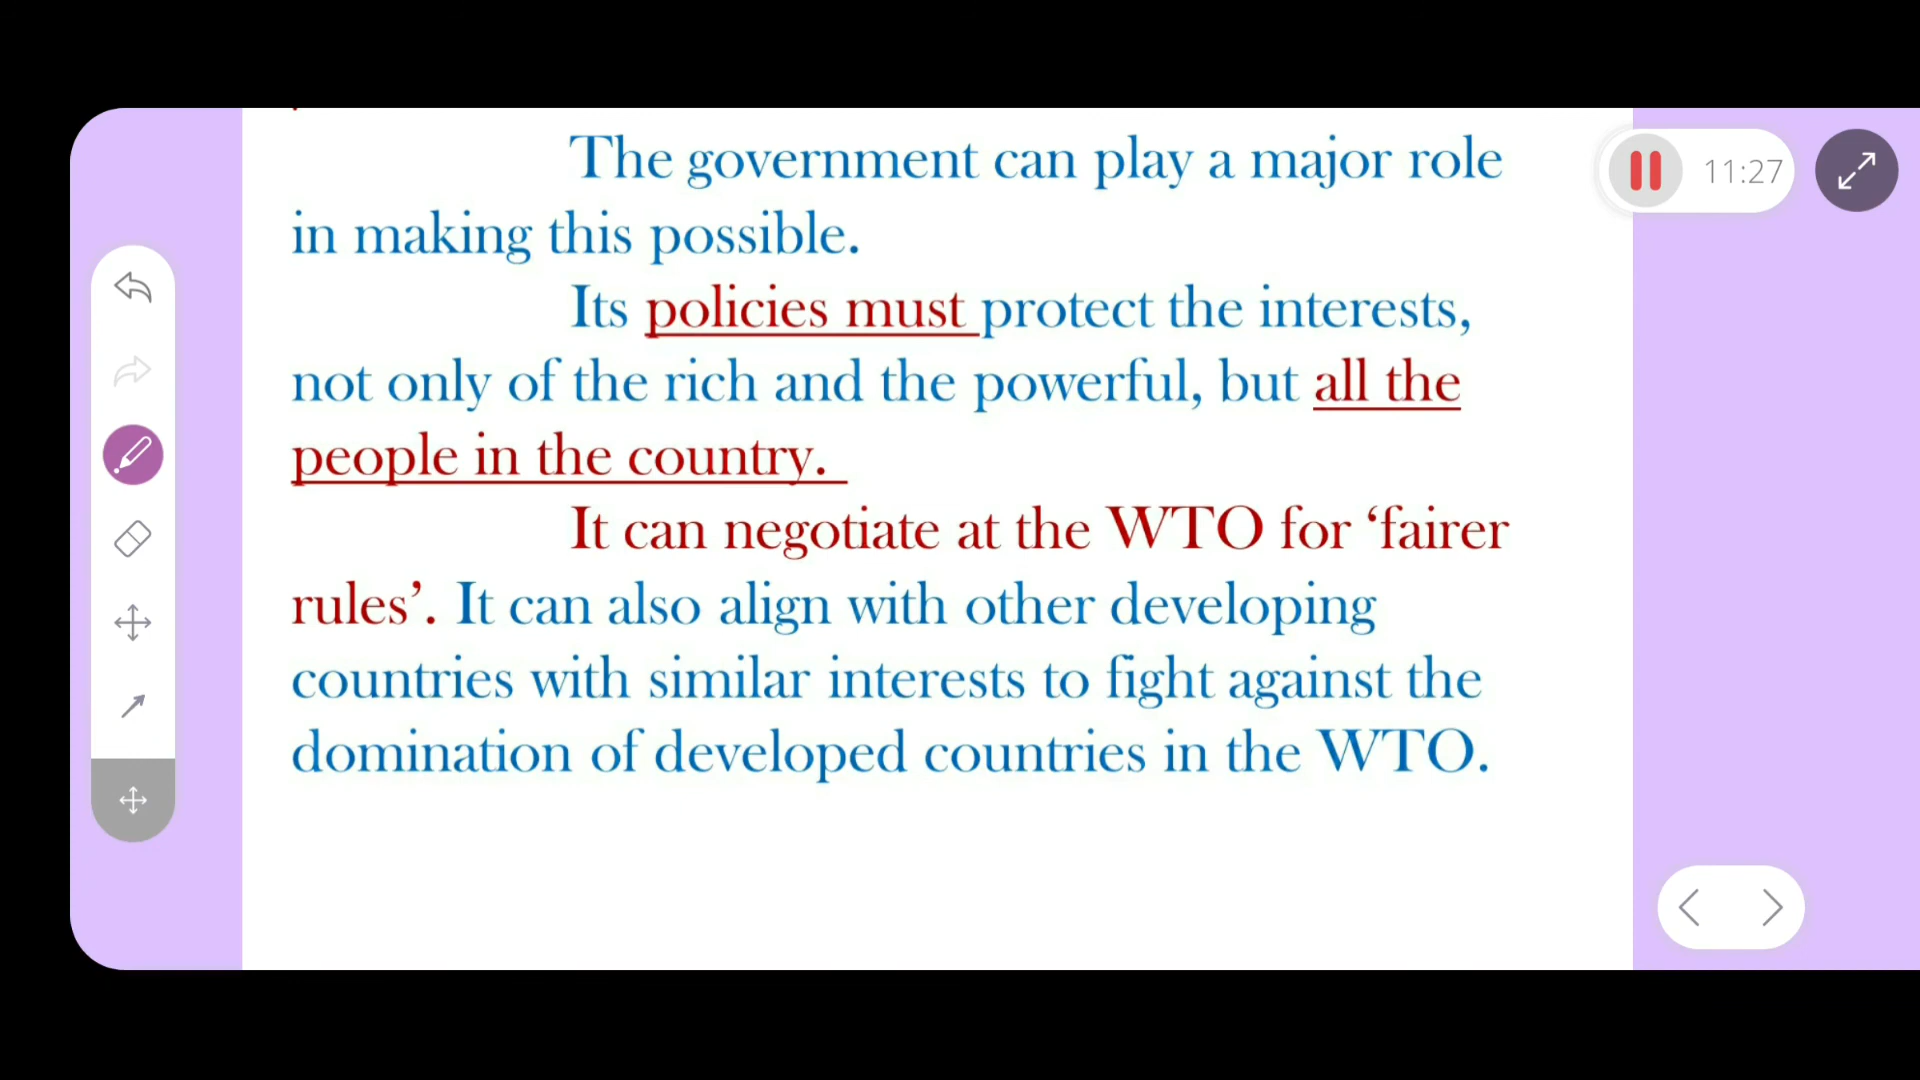 The government can play a major role
in making this possible.
Its policies must protect the interests,
not only of the rich and the powerful, but all the
people in the country.
It can negotiate at the WTO for ‘fairer
rules’. It can also align with other developing
countries with similar interests to fight against the
domination of developed countries in the WTO.
11:27